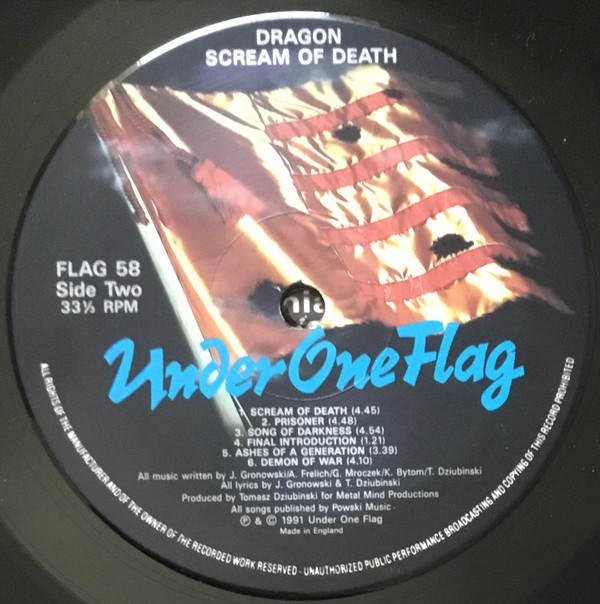 DRAGON
SCREAM OF DEATH
FLAG 58
Side Two
33⅓ RPM
nia
Under One Flag
1. SCREAM OF DEATH (4.45)
2. PRISONER (4.48)
3. SONG OF DARKNESS (4.54)
4. FINAL INTRODUCTION (1.21)
5. ASHES OF A GENERATION (3.39)
6. DEMON OF WAR (4.10)
All music written by J. Gronowski/A. Frelich/G. Mroczek/K. Bytom/T. Dziubinski
All lyrics by J. Gronowski & T. Dziubinski
Produced by Tomasz Dziubinski for Metal Mind Productions
All songs published by Powski Music
℗ & © 1991 Under One Flag
Made in England
ALL RIGHTS OF THE MANUFACTURER AND OF THE OWNER OF THE RECORDED WORK RESERVED - UNAUTHORIZED PUBLIC PERFORMANCE BROADCASTING AND COPYING OF THIS RECORD PROHIBITED